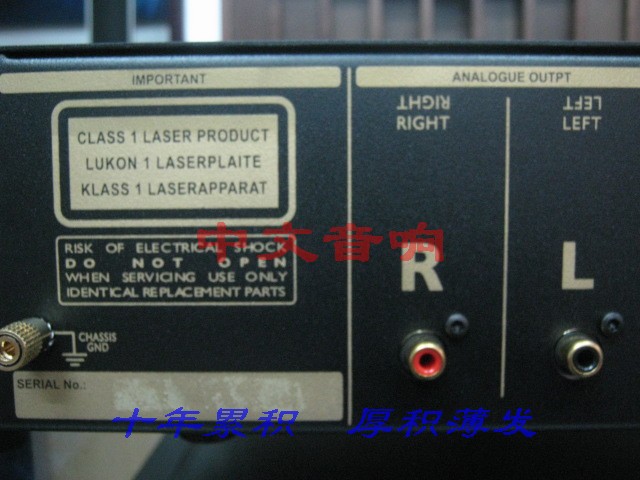 IMPORTANT
CLASS 1 LASER PRODUCT
LUKON 1 LASERPLAITE
KLASS 1 LASERAPPARAT
RISK OF ELECTRICAL SHOCK
DO NOT OPEN
WHEN SERVICING USE ONLY
IDENTICAL REPLACEMENT PARTS
CHASSIS
GND
SERIAL No.:
ANALOGUE OUTPT
RIGHT
RIGHT
LEFT
LEFT
R
L
中文音响
十年累积 厚积薄发